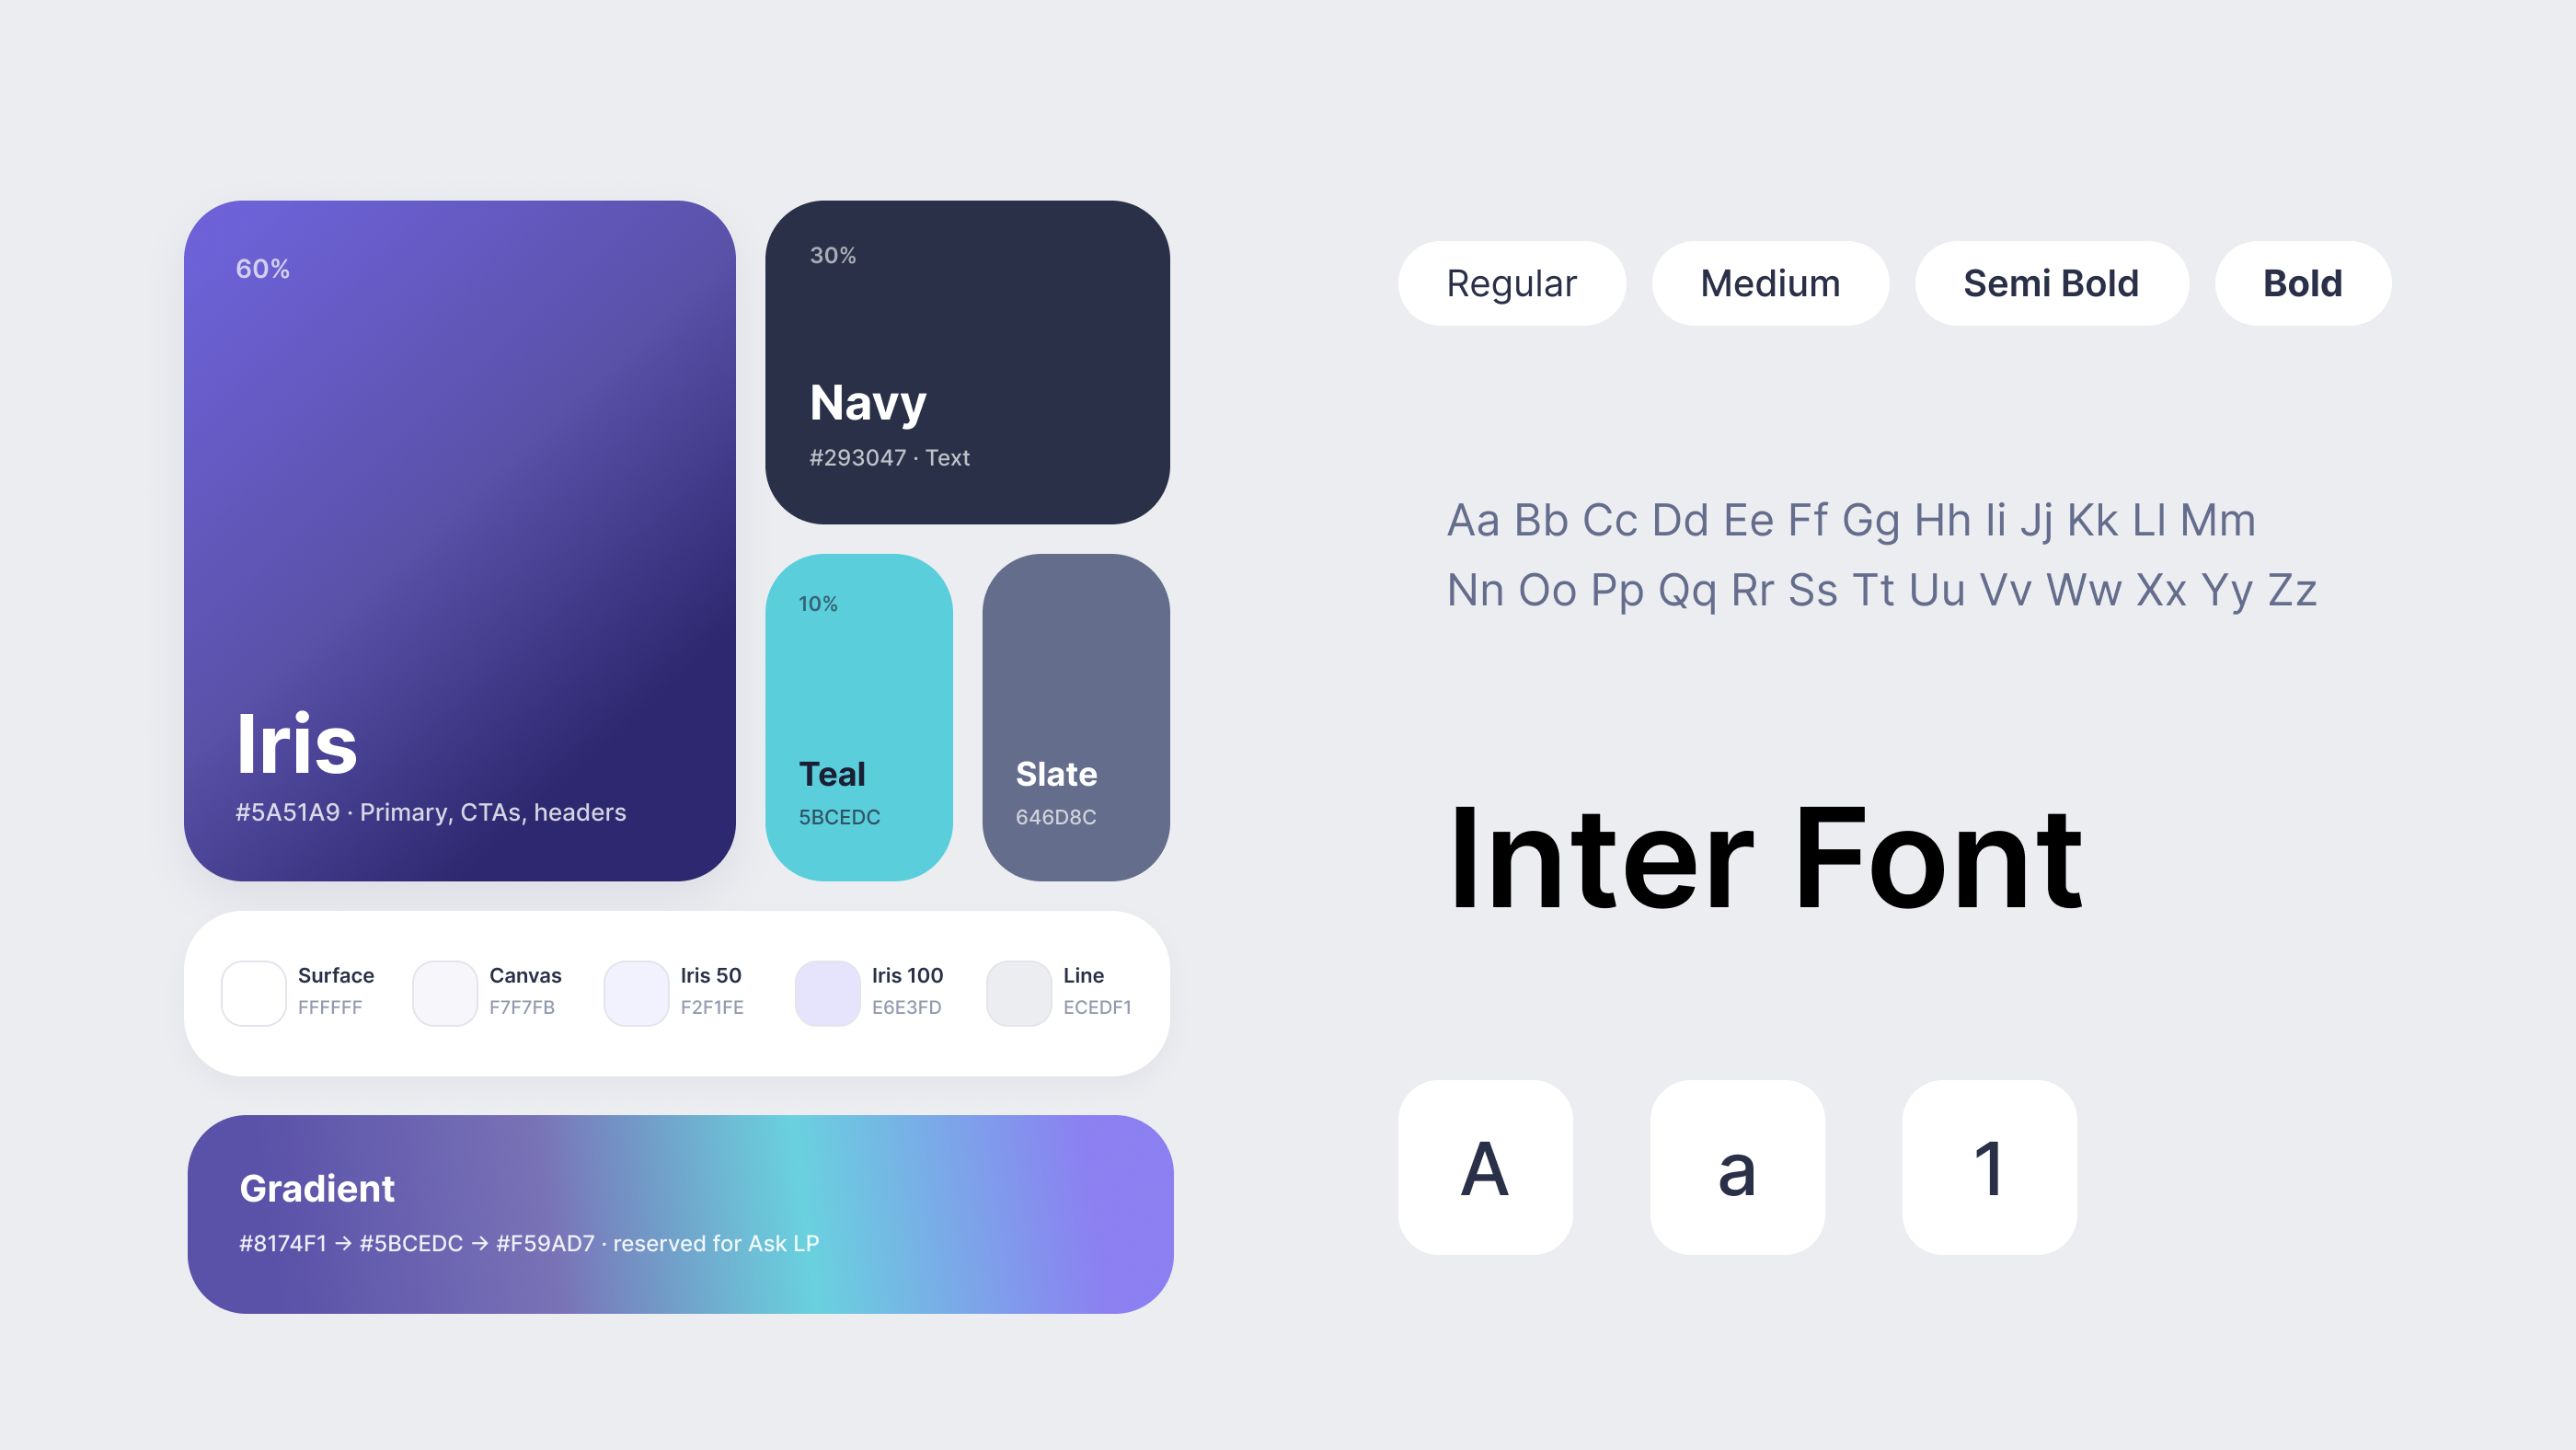 60%
Iris
#5A51A9 · Primary, CTAs, headers
30%
Navy
#293047 · Text
10%
Teal
5BCEDC
Slate
646D8C
Surface
FFFFFF
Canvas
F7F7FB
Iris 50
F2F1FE
Iris 100
E6E3FD
Line
ECEDF1
Gradient
#8174F1 → #5BCEDC → #F59AD7 · reserved for Ask LP
Regular
Medium
Semi Bold
Bold
Aa Bb Cc Dd Ee Ff Gg Hh Ii Jj Kk Ll Mm
Nn Oo Pp Qq Rr Ss Tt Uu Vv Ww Xx Yy Zz
Inter Font
A
a
1